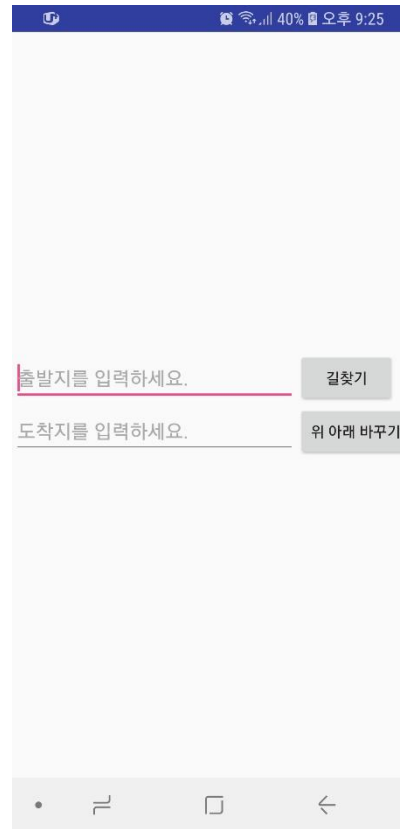 40% 오후 9:25
출발지를 입력하세요.
길찾기
도착지를 입력하세요.
위 아래 바꾸기